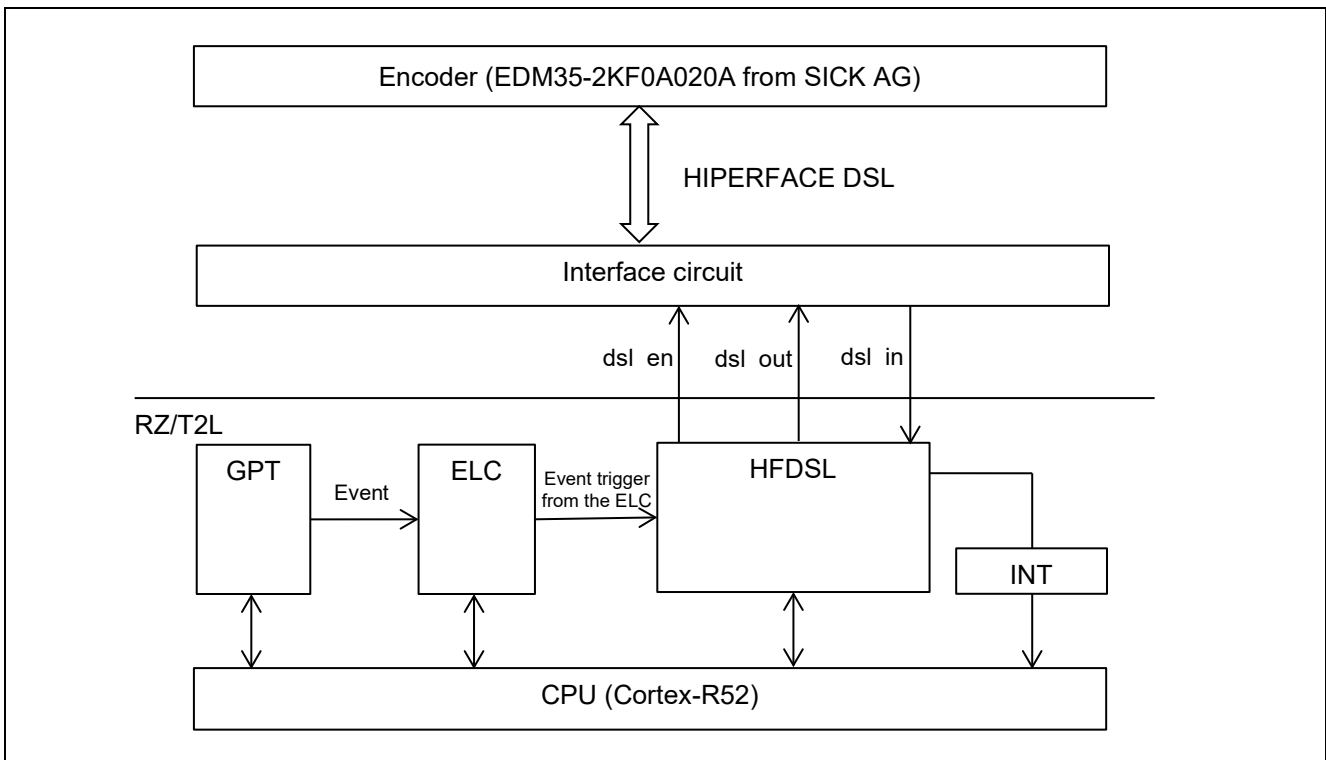 Encoder (EDM35-2KF0A020A from SICK AG)
HIPERFACE DSL
Interface circuit
dsl en
dsl out
dsl in
RZ/T2L
GPT
Event
ELC
Event trigger
from the ELC
HFDSL
INT
CPU (Cortex-R52)